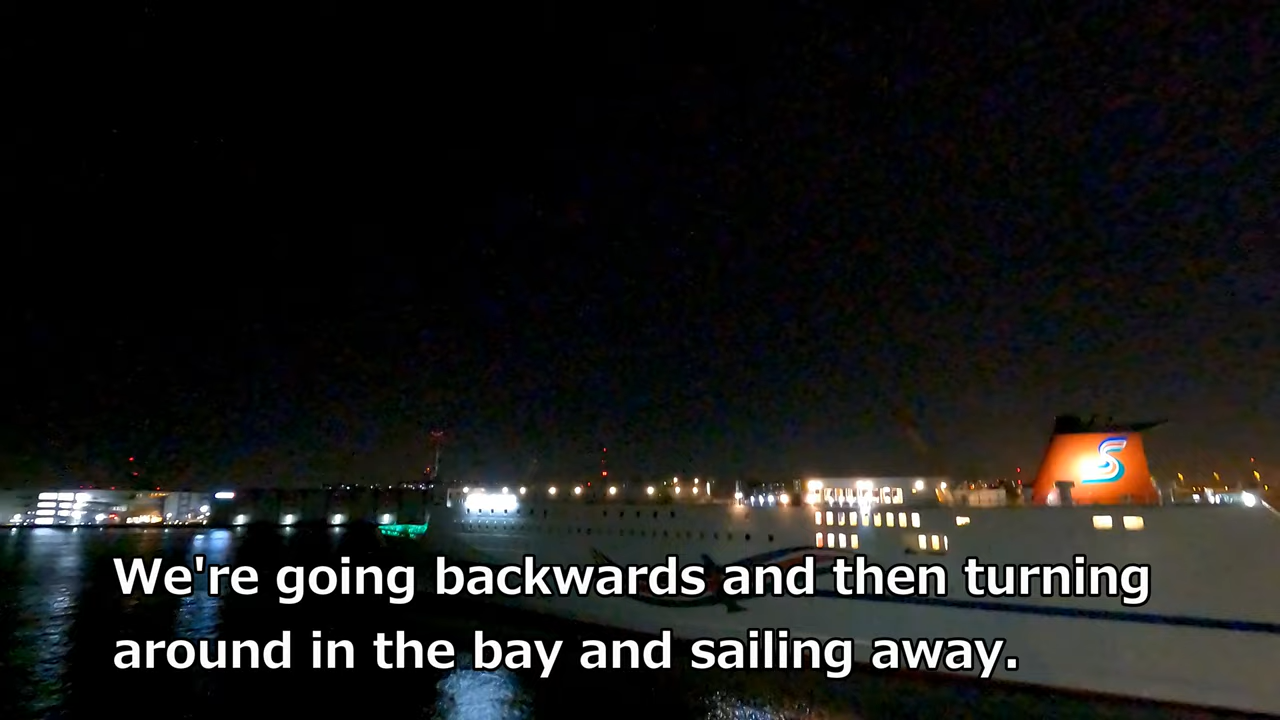 We're going backwards and then turning
around in the bay and sailing away.